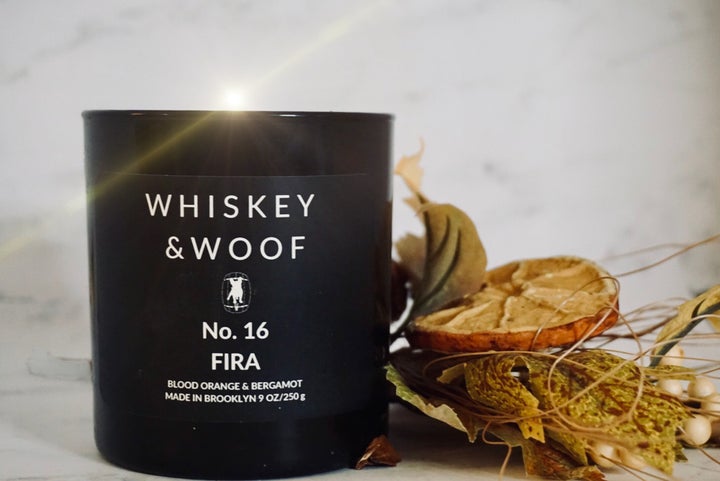 WHISKEY
&WOOF
No. 16
FIRA
BLOOD ORANGE & BERGAMOT
MADE IN BROOKLYN 9 OZ/250 g